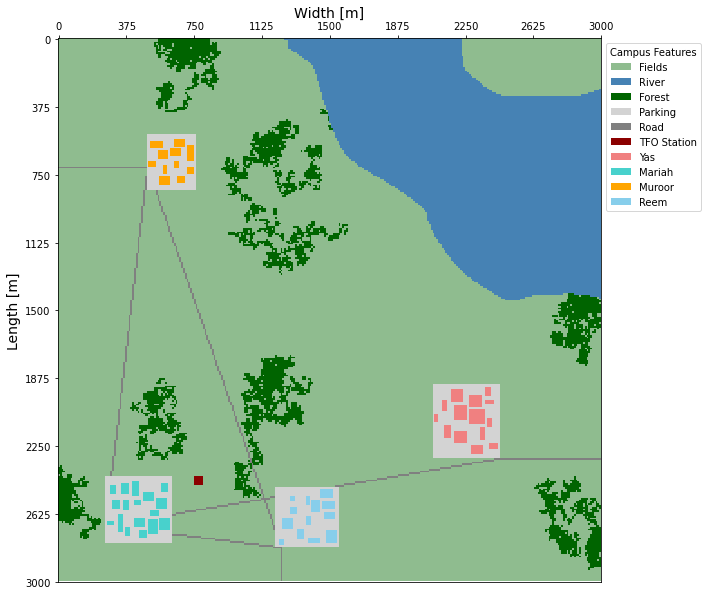 Width [m]
0 375 750 1125 1500 1875 2250 2625 3000
Length [m]
0
375
750
1125
1500
1875
2250
2625
3000
Campus Features
Fields
River
Forest
Parking
Road
TFO Station
Yas
Mariah
Muroor
Reem